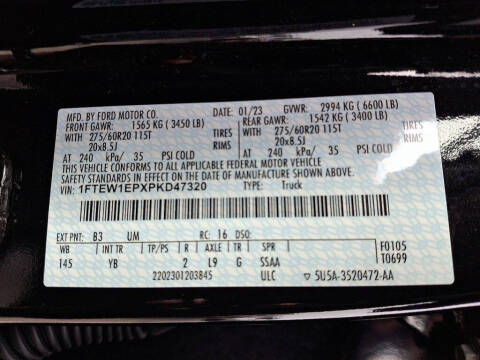 MFD. BY FORD MOTOR CO. DATE: 01/23 GVWR: 2994 KG ( 6600 LB)
FRONT GAWR: 1565 KG ( 3450 LB) REAR GAWR: 1542 KG ( 3400 LB)
275/60R20 115T TIRES 275/60R20 115T TIRES
20x8.5J RIMS 20x8.5J RIMS
AT 240 kPa/ 35 PSI COLD AT 240 kPa/ 35 PSI COLD
THIS VEHICLE CONFORMS TO ALL APPLICABLE FEDERAL MOTOR VEHICLE
SAFETY STANDARDS IN EFFECT ON THE DATE OF MANUFACTURE SHOWN ABOVE.
VIN: 1FTEW1EPXPKD47320 TYPE: Truck
EXT PNT: B3 UM RC: 16 DSO: F0105
WB INT TR TP/PS R AXLE TR SPR T0699
145 YB 2 L9 G SSAA
2202301203845 ULC ▽ 5U5A-3520472-AA